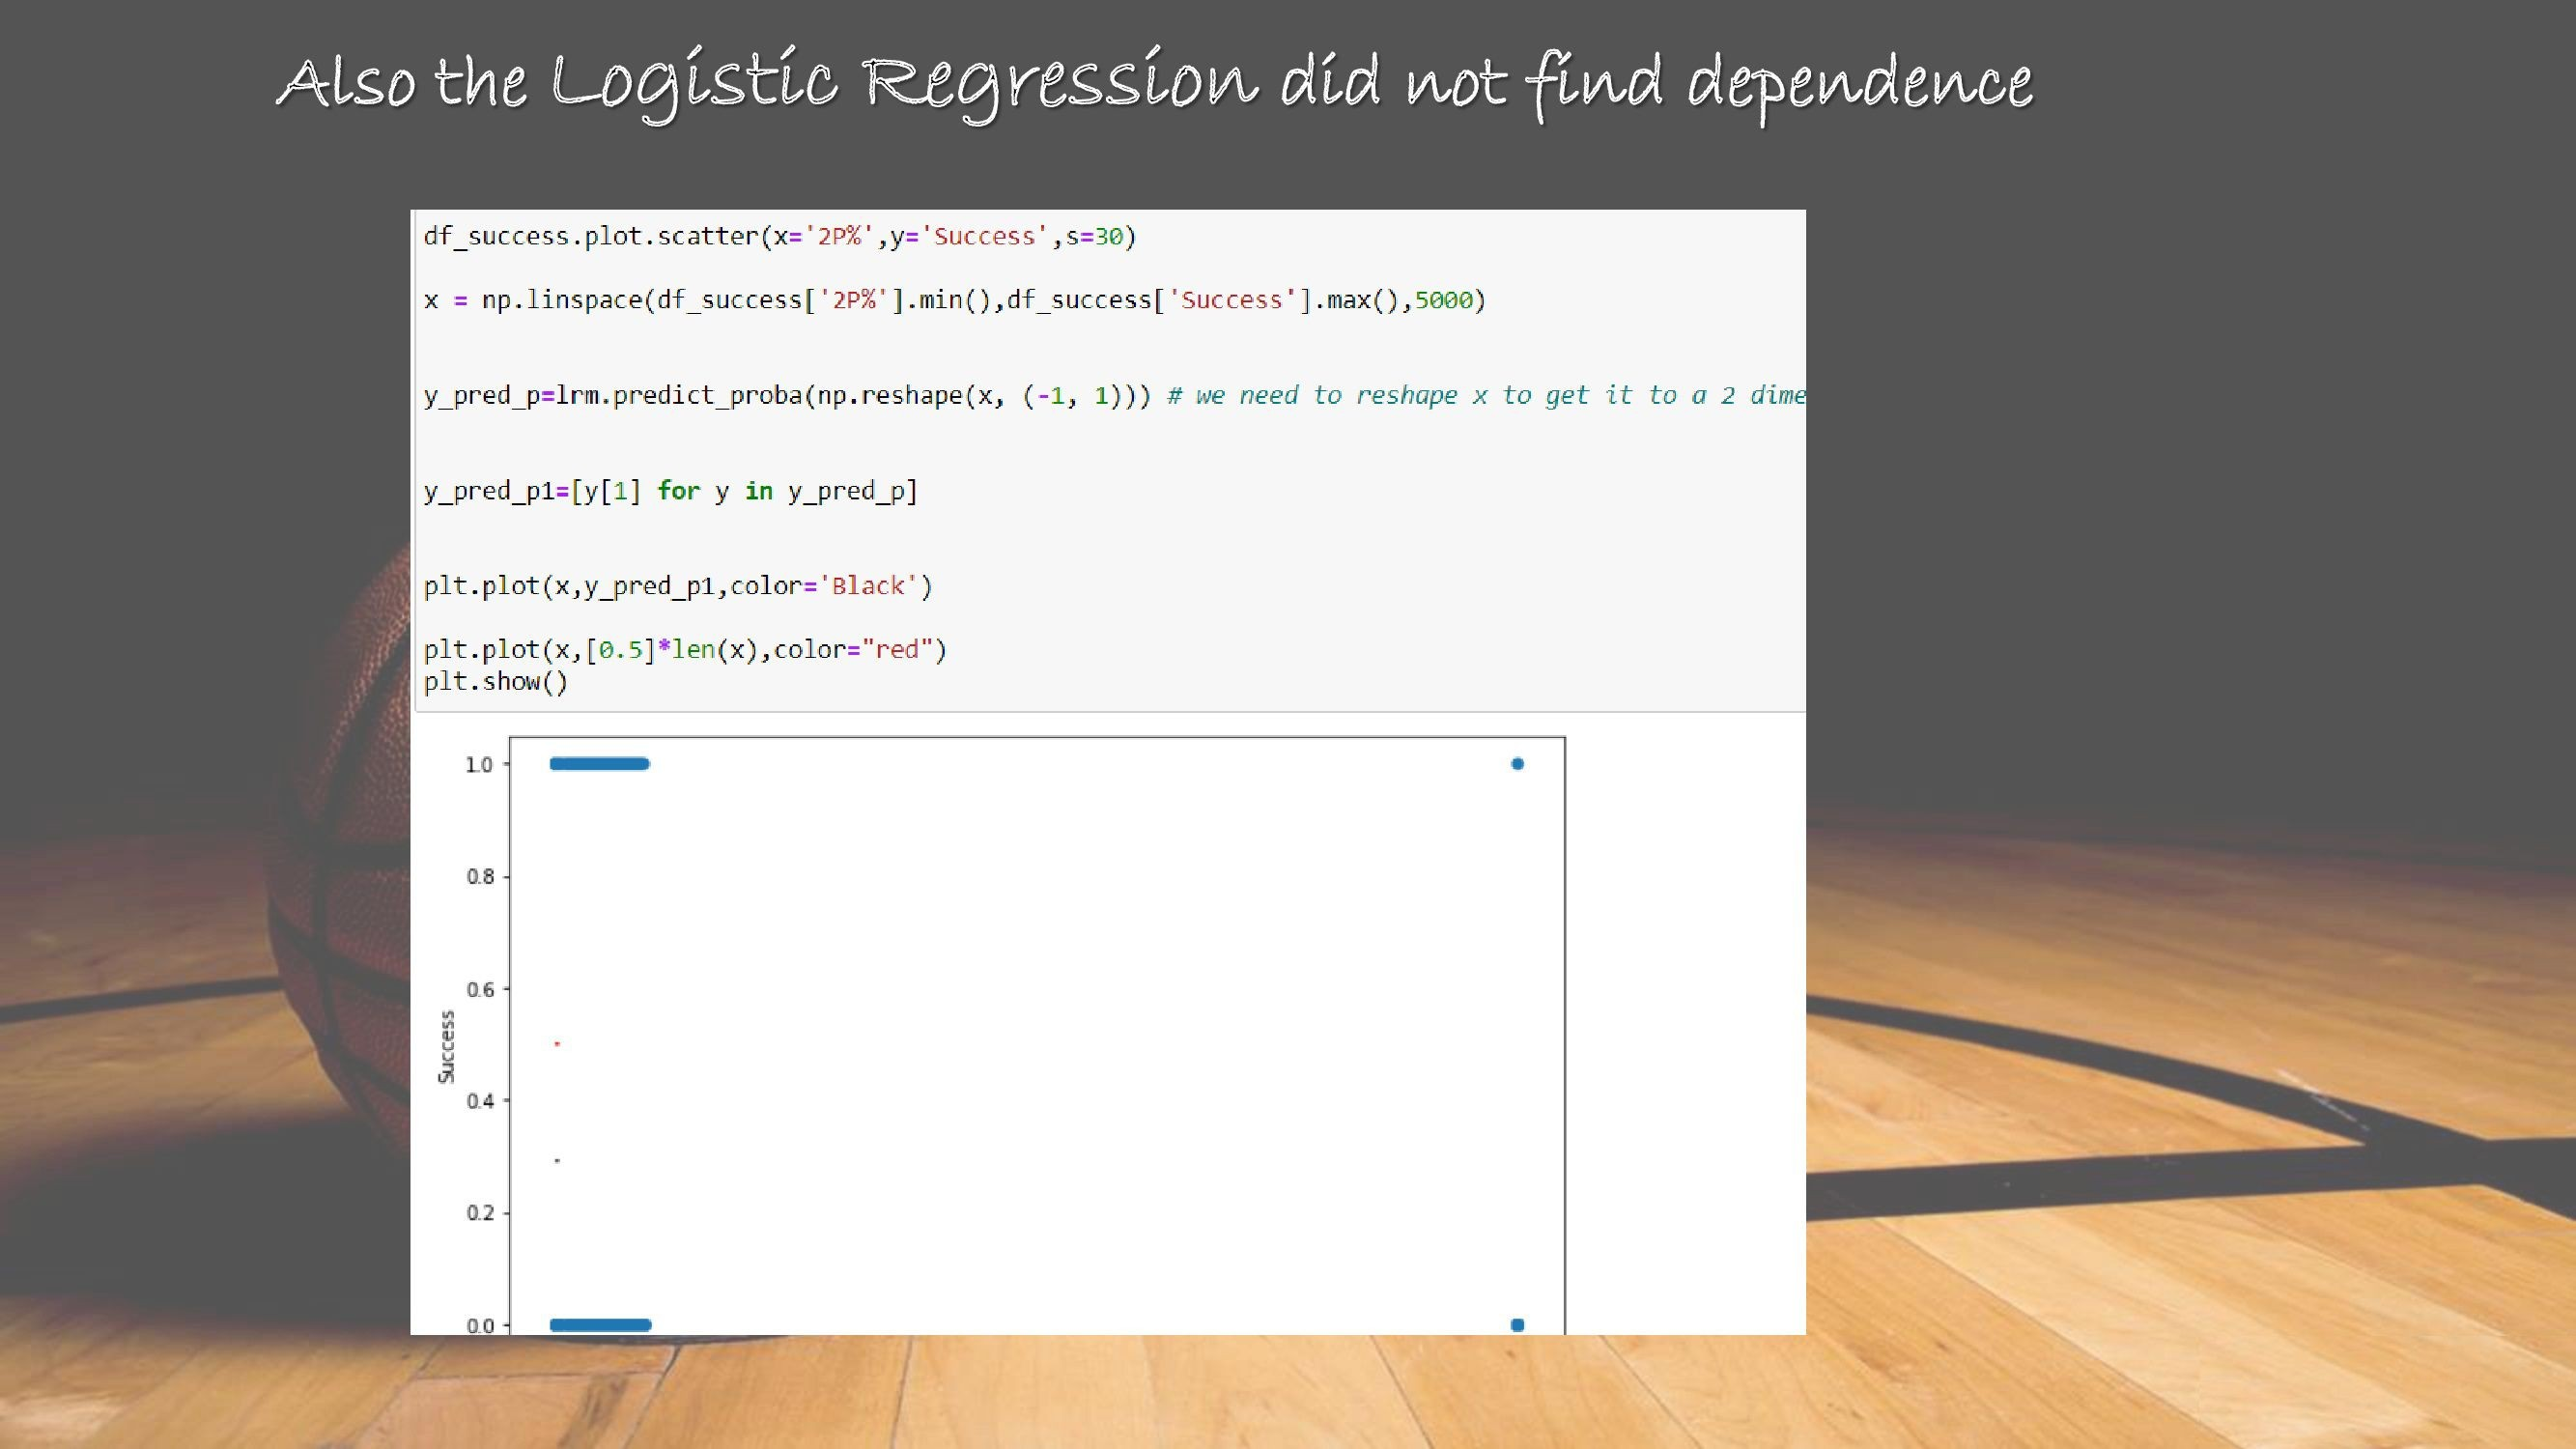 Also the Logistic Regression did not find dependence
df_success.plot.scatter(x='2P%',y='Success',s=30)
x = np.linspace(df_success['2P%'].min(),df_success['Success'].max(),5000)
y_pred_p=lrm.predict_proba(np.reshape(x, (-1, 1))) # we need to reshape x to get it to a 2 dime
y_pred_p1=[y[1] for y in y_pred_p]
plt.plot(x,y_pred_p1,color='Black')
plt.plot(x,[0.5]*len(x),color="red")
plt.show()
1.0
0.8
0.6
Success
0.4
0.2
0.0